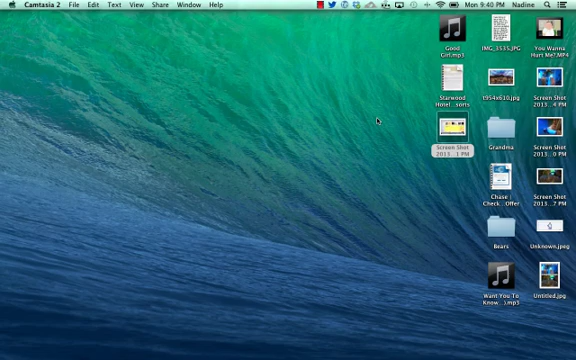 Camtasia 2 File Edit Text View Share Window Help Mon 9:40 PM Nadine
Good
Girl.mp3
IMG_3535.JPG
You Wanna
Hurt Me?.MP4
Starwood
Hotel...sorts
t954x610.jpg
Screen Shot
2013...4 PM
Screen Shot
2013...1 PM
Grandma
Screen Shot
2013...0 PM
Chase |
Check...Offer
Screen Shot
2013...7 PM
Bears
Unknown.jpeg
Want You To
Know...).mp3
Untitled.jpg